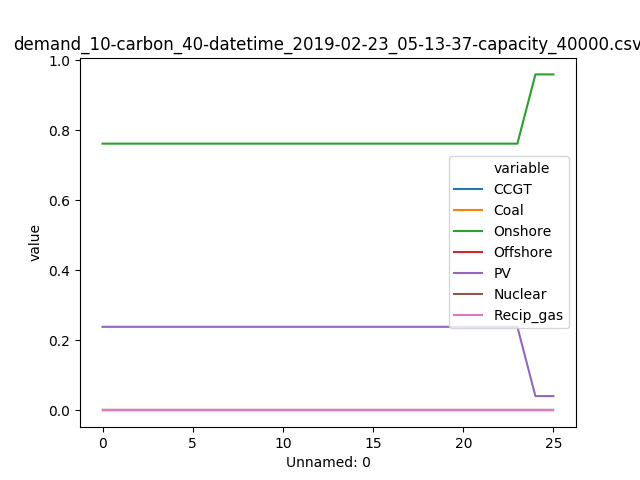 demand_10-carbon_40-datetime_2019-02-23_05-13-37-capacity_40000.csv
1.0
0.8
0.6
0.4
0.2
0.0
value
variable
CCGT
Coal
Onshore
Offshore
PV
Nuclear
Recip_gas
0 5 10 15 20 25
Unnamed: 0